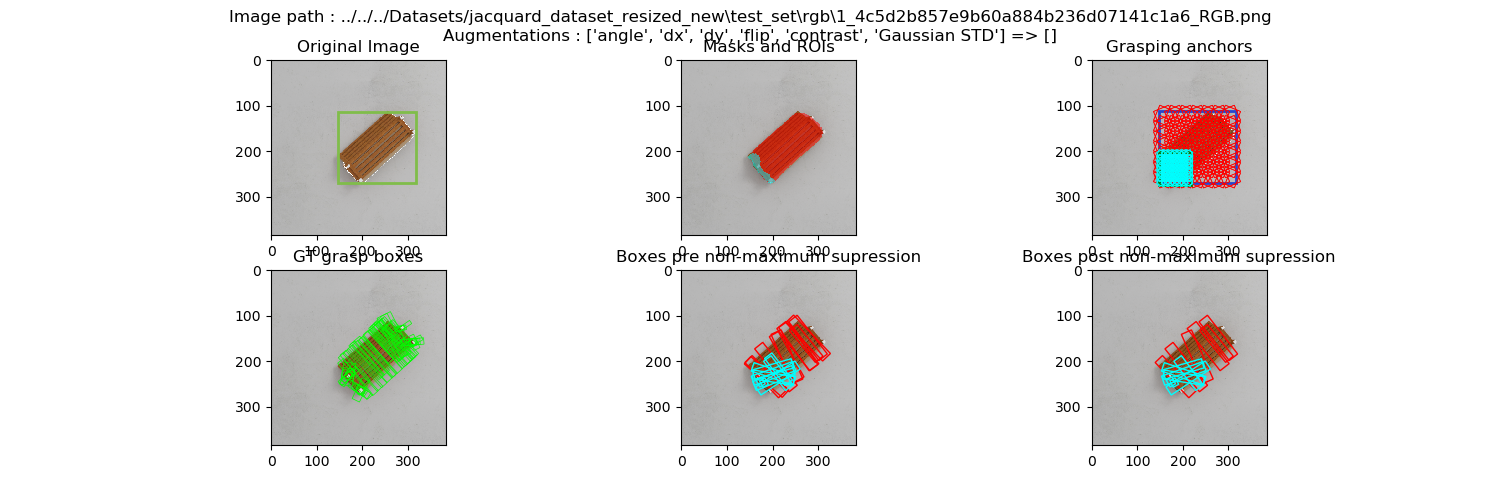 Image path : ../../../Datasets/jacquard_dataset_resized_new\test_set\rgb\1_4c5d2b857e9b60a884b236d07141c1a6_RGB.png
Augmentations : ['angle', 'dx', 'dy', 'flip', 'contrast', 'Gaussian STD'] => []
Original Image
Masks and ROIs
Grasping anchors
0
100
200
300
0 100 200 300
0
100
200
300
0 100 200 300
0
100
200
300
0 100 200 300
GT grasp boxes
Boxes pre non-maximum supression
Boxes post non-maximum supression
0
100
200
300
0 100 200 300
0
100
200
300
0 100 200 300
0
100
200
300
0 100 200 300